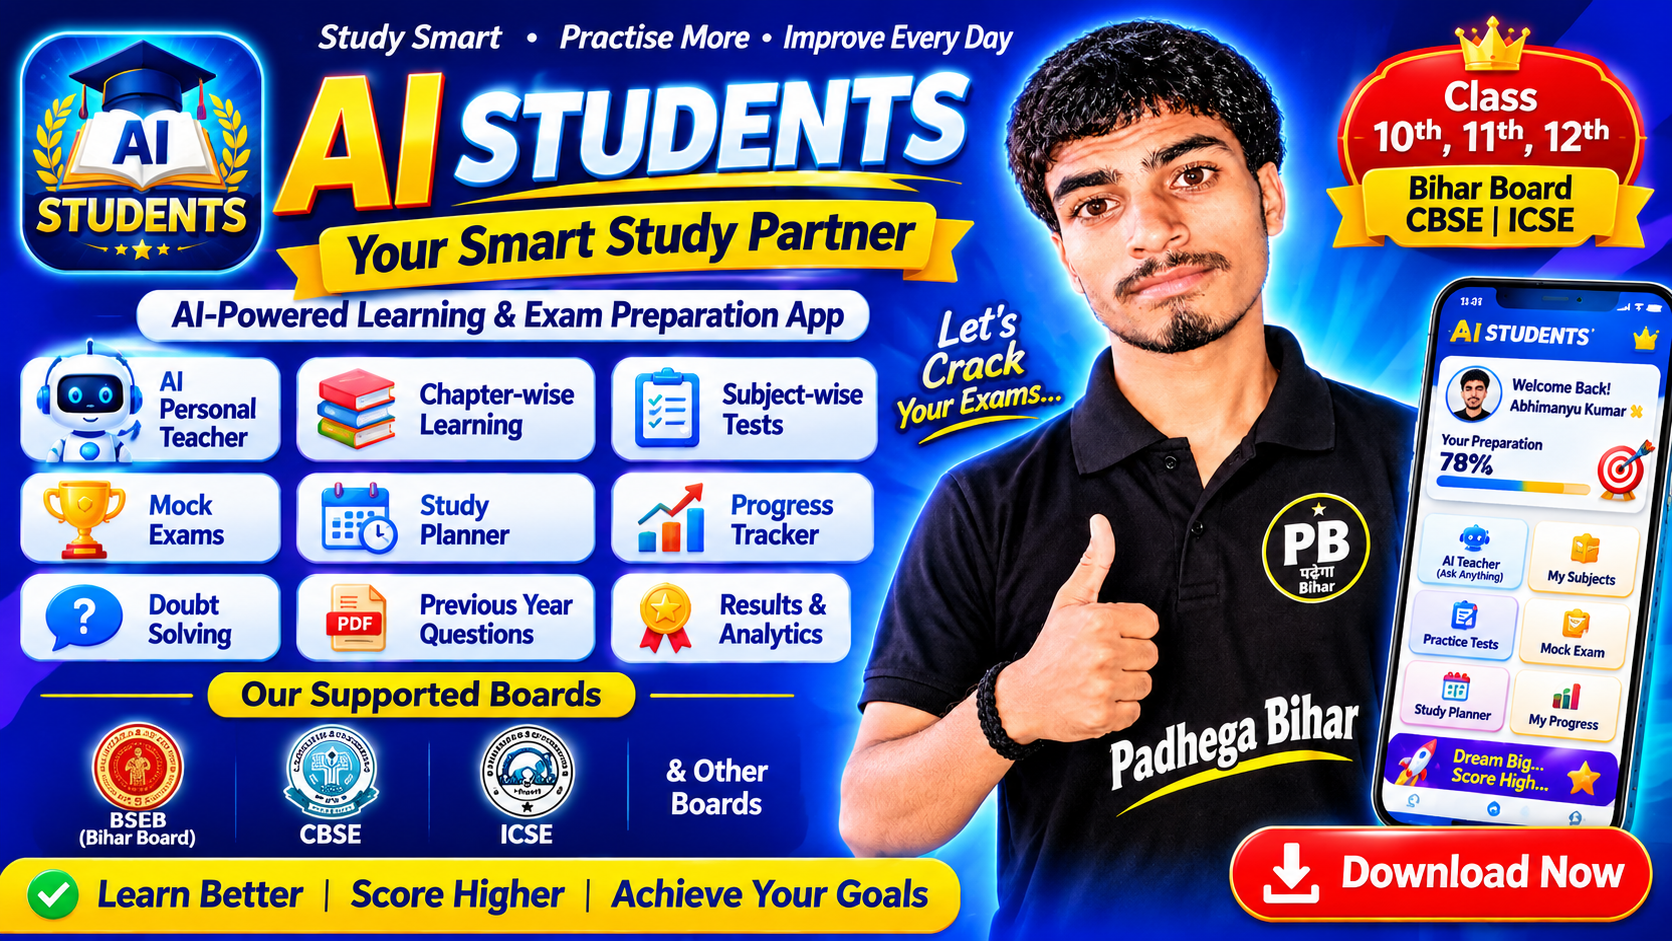 Study Smart • Practise More • Improve Every Day
AI
STUDENTS
AI STUDENTS
Your Smart Study Partner
AI-Powered Learning & Exam Preparation App
Class
10th, 11th, 12th
Bihar Board
CBSE | ICSE
AI
Personal
Teacher
Chapter-wise
Learning
Subject-wise
Tests
Mock
Exams
Study
Planner
Progress
Tracker
?
Doubt
Solving
PDF
Previous Year
Questions
Results &
Analytics
Let's
Crack
Your Exams...
PB
पढ़ेगा
Bihar
Padhega Bihar
AI STUDENTS
Welcome Back!
Abhimanyu Kumar
Your Preparation
78%
AI Teacher
(Ask Anything)
My Subjects
Practice Tests
Mock Exam
Study Planner
My Progress
Dream Big...
Score High...
Our Supported Boards
BSEB
(Bihar Board)
CBSE
ICSE
& Other
Boards
Learn Better | Score Higher | Achieve Your Goals
Download Now